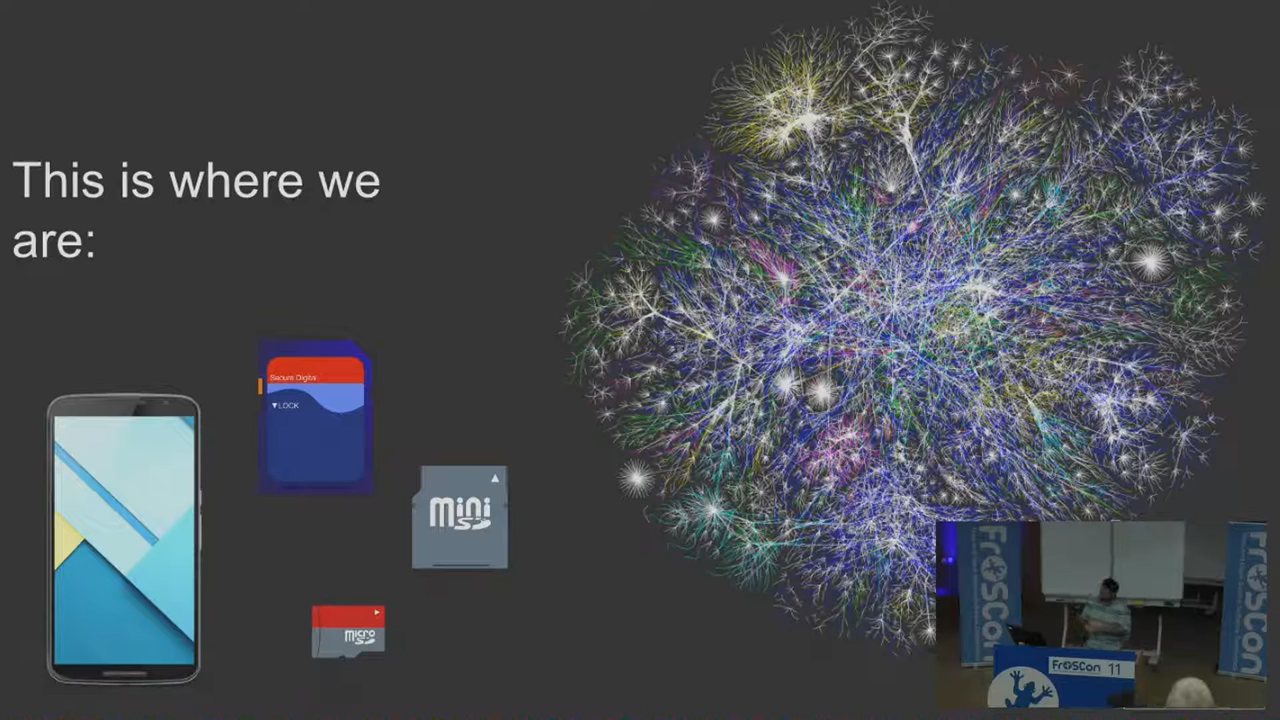 This is where we
are:
Secure Digital
▼LOCK
mini
SD
micro
SD
FrOSCon
FrOSCon
FrOSCon 11